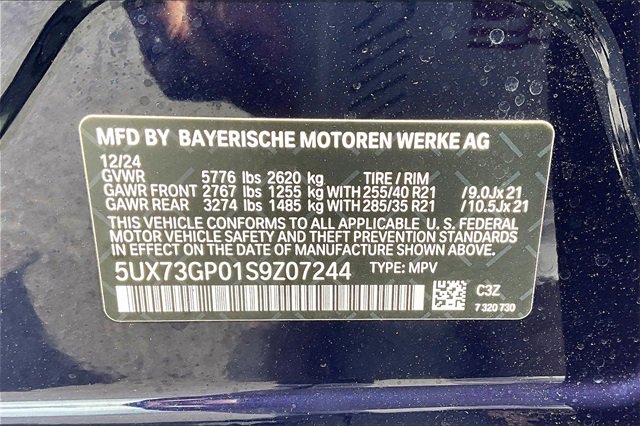 MFD BY BAYERISCHE MOTOREN WERKE AG
12/24
GVWR 5776 lbs 2620 kg TIRE / RIM
GAWR FRONT 2767 lbs 1255 kg WITH 255/40 R21 /9.0Jx21
GAWR REAR 3274 lbs 1485 kg WITH 285/35 R21 /10.5Jx21
THIS VEHICLE CONFORMS TO ALL APPLICABLE U. S. FEDERAL
MOTOR VEHICLE SAFETY AND THEFT PREVENTION STANDARDS
IN EFFECT ON THE DATE OF MANUFACTURE SHOWN ABOVE.
5UX73GP01S9Z07244 TYPE: MPV
C3Z
7 320 730